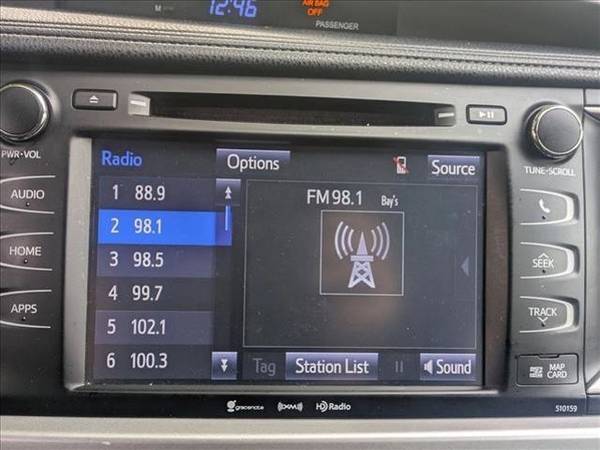 M 12:46
AIR BAG
OFF
PASSENGER
PWR•VOL
TUNE•SCROLL
AUDIO
HOME
APPS
Radio Options Source
1 88.9
2 98.1
3 98.5
4 99.7
5 102.1
6 100.3
FM 98.1 Bay's
Tag Station List Sound
SEEK
TRACK
MAP
CARD
gracenote XM HD Radio
510159